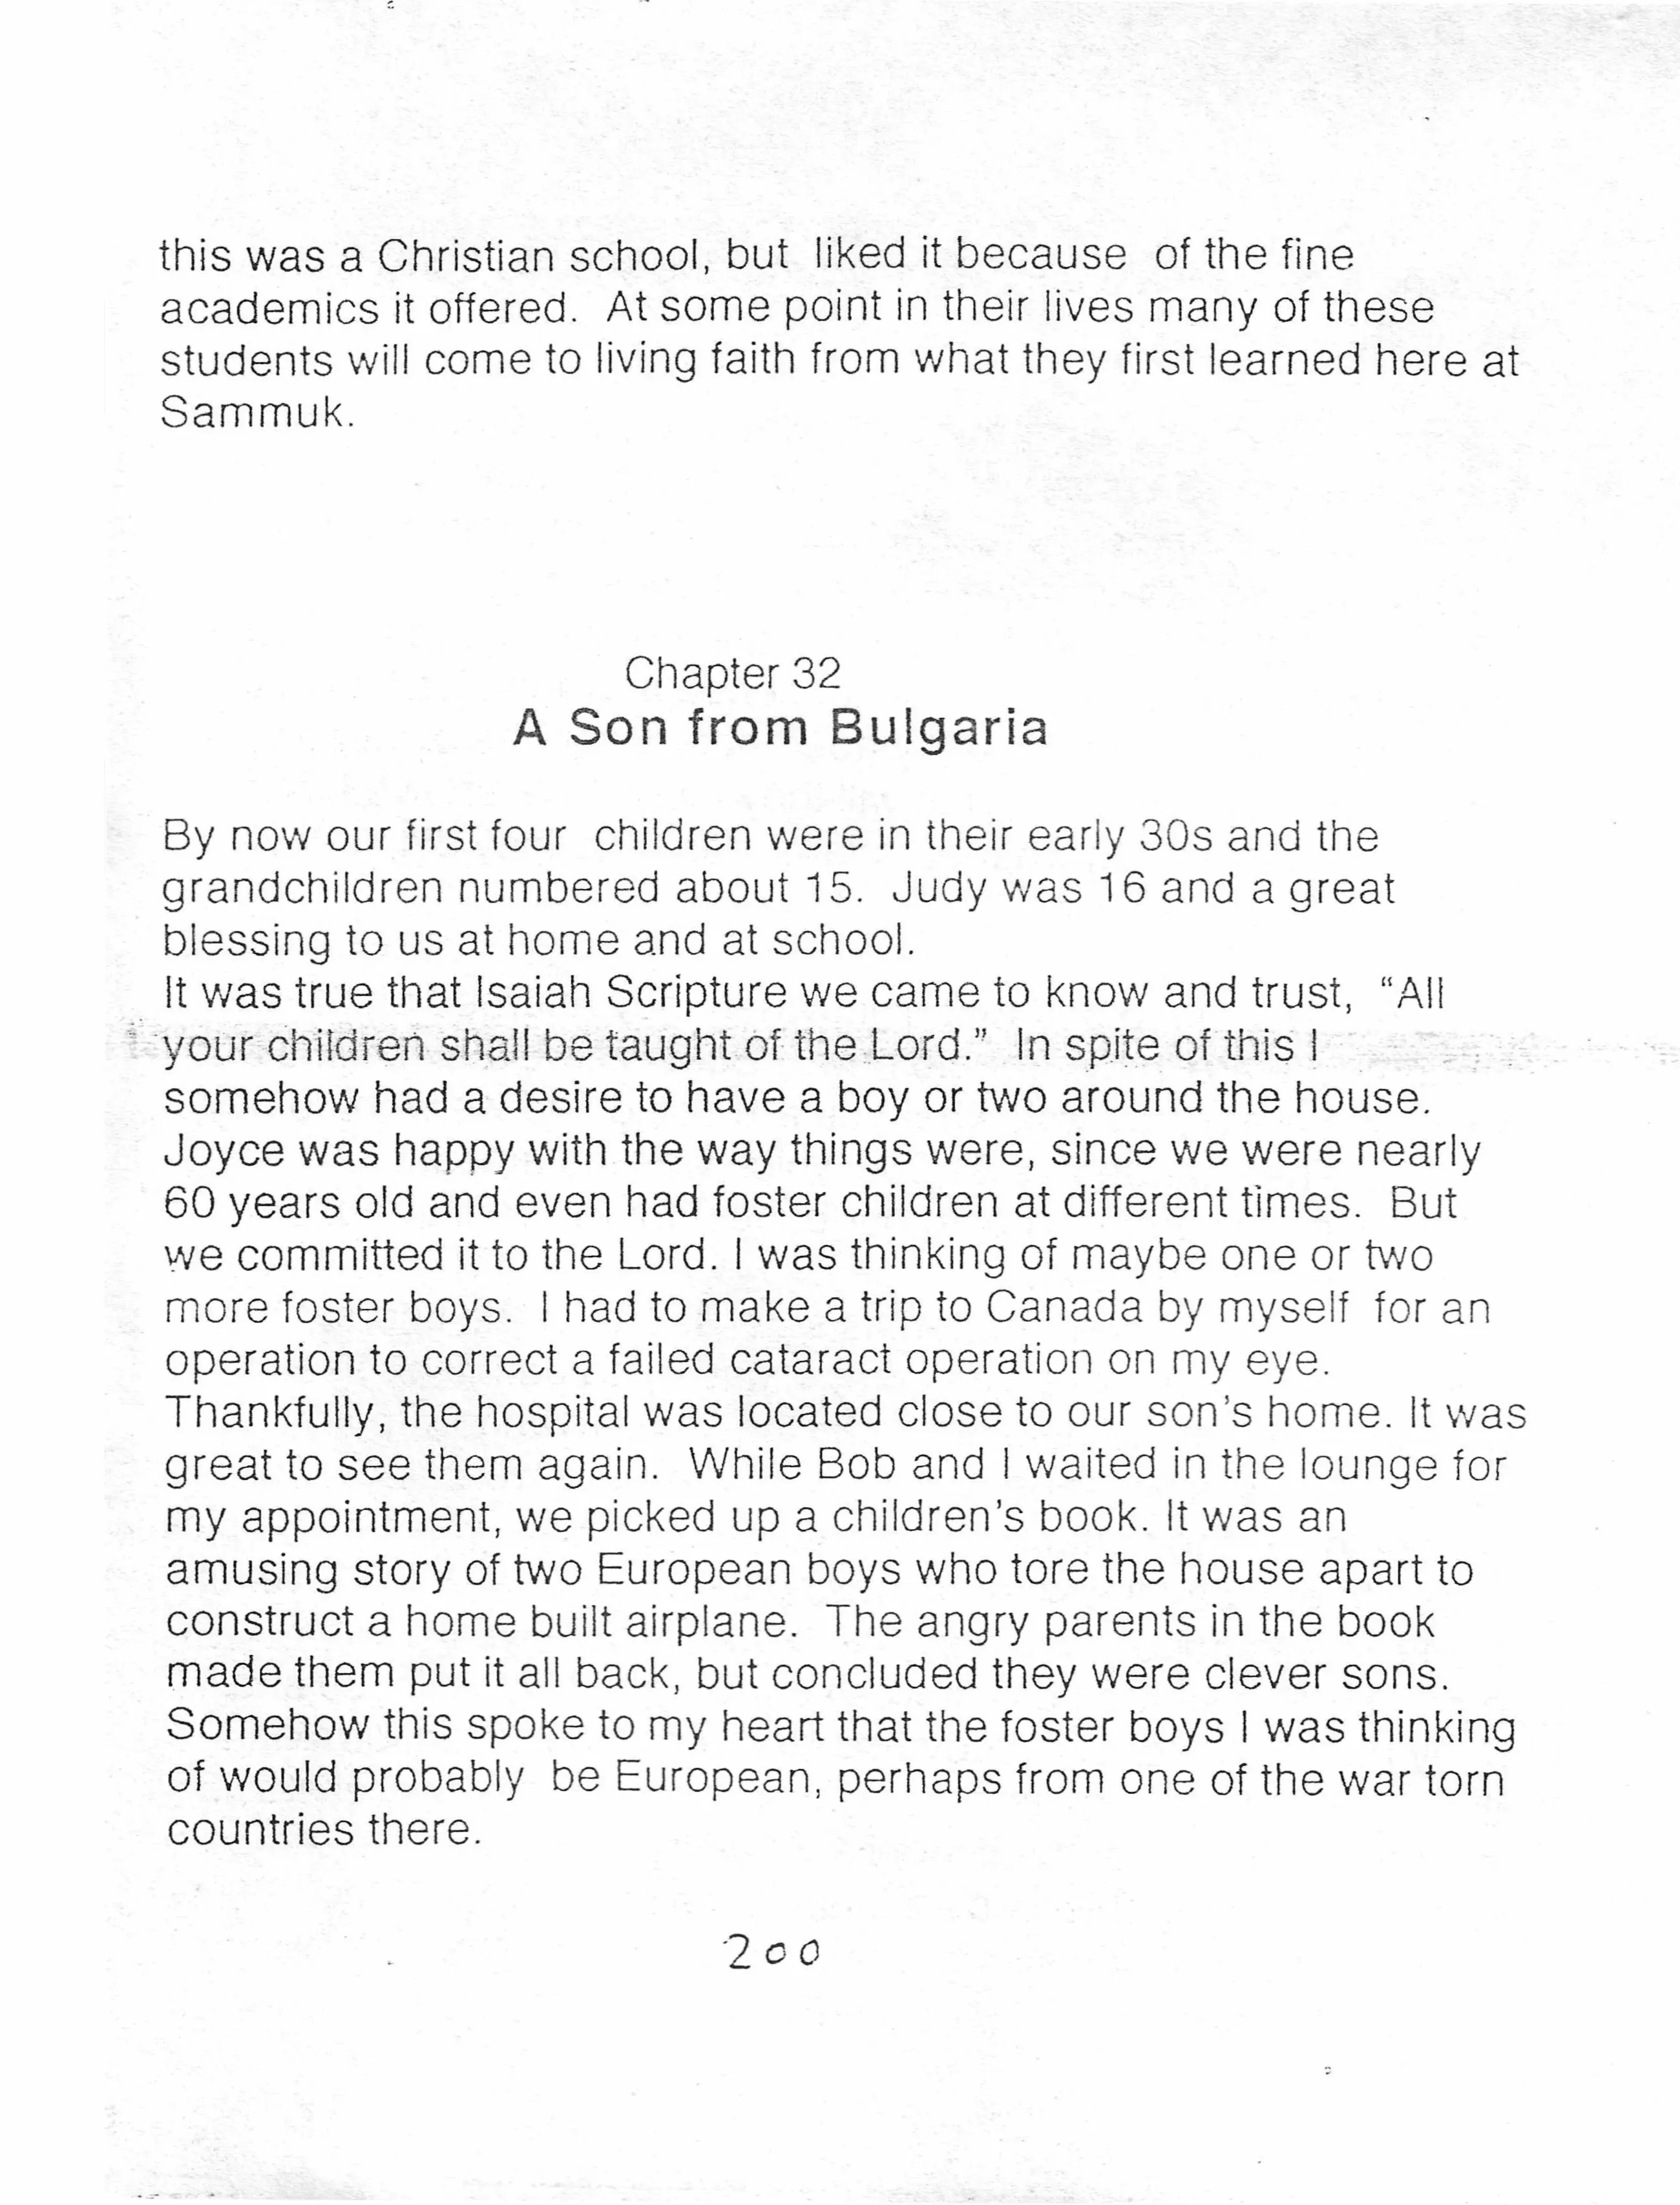 this was a Christian school, but liked it because of the fine
academics it offered. At some point in their lives many of these
students will come to living faith from what they first learned here at
Sammuk.
Chapter 32
A Son from Bulgaria
By now our first four children were in their early 30s and the
grandchildren numbered about 15. Judy was 16 and a great
blessing to us at home and at school.
It was true that Isaiah Scripture we came to know and trust, “All
your children shall be taught of the Lord.” In spite of this I
somehow had a desire to have a boy or two around the house.
Joyce was happy with the way things were, since we were nearly
60 years old and even had foster children at different times. But
we committed it to the Lord. I was thinking of maybe one or two
more foster boys. I had to make a trip to Canada by myself for an
operation to correct a failed cataract operation on my eye.
Thankfully, the hospital was located close to our son's home. It was
great to see them again. While Bob and I waited in the lounge for
my appointment, we picked up a children's book. It was an
amusing story of two European boys who tore the house apart to
construct a home built airplane. The angry parents in the book
made them put it all back, but concluded they were clever sons.
Somehow this spoke to my heart that the foster boys I was thinking
of would probably be European, perhaps from one of the war torn
countries there.
200